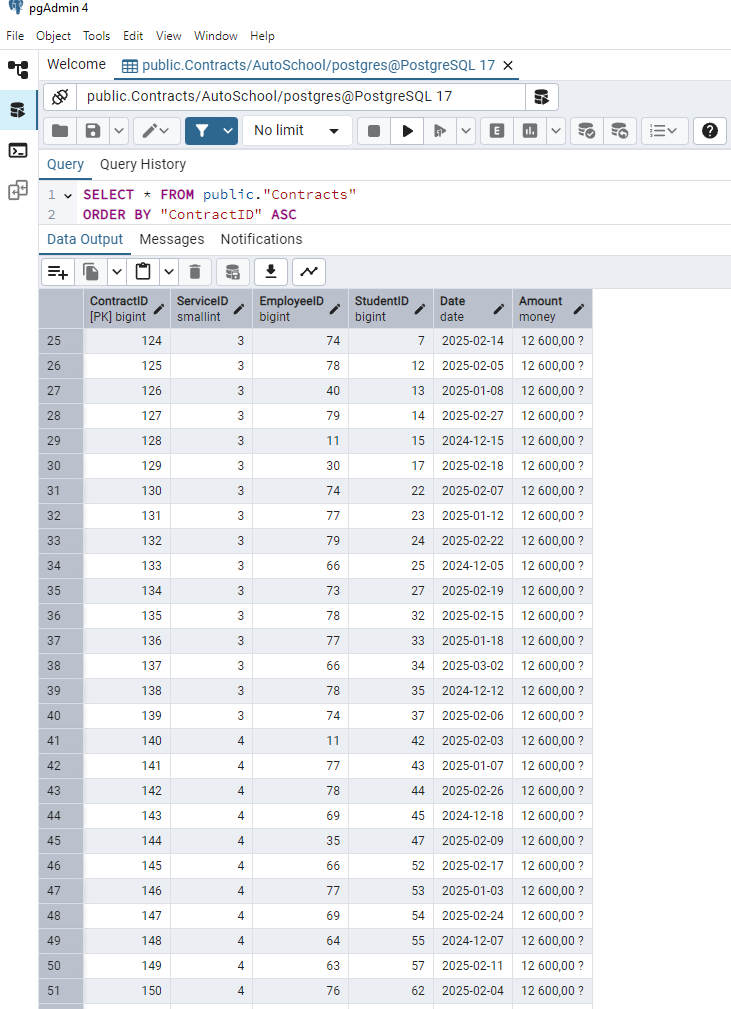 pgAdmin 4
File Object Tools Edit View Window Help
Welcome public.Contracts/AutoSchool/postgres@PostgreSQL 17
public.Contracts/AutoSchool/postgres@PostgreSQL 17
No limit E
Query Query History
1 SELECT * FROM public."Contracts"
2 ORDER BY "ContractID" ASC
Data Output Messages Notifications
ContractID ServiceID EmployeeID StudentID Date Amount
[PK] bigint smallint bigint bigint date money
25 124 3 74 7 2025-02-14 12 600,00 ?
26 125 3 78 12 2025-02-05 12 600,00 ?
27 126 3 40 13 2025-01-08 12 600,00 ?
28 127 3 79 14 2025-02-27 12 600,00 ?
29 128 3 11 15 2024-12-15 12 600,00 ?
30 129 3 30 17 2025-02-18 12 600,00 ?
31 130 3 74 22 2025-02-07 12 600,00 ?
32 131 3 77 23 2025-01-12 12 600,00 ?
33 132 3 79 24 2025-02-22 12 600,00 ?
34 133 3 66 25 2024-12-05 12 600,00 ?
35 134 3 73 27 2025-02-19 12 600,00 ?
36 135 3 78 32 2025-02-15 12 600,00 ?
37 136 3 77 33 2025-01-18 12 600,00 ?
38 137 3 66 34 2025-03-02 12 600,00 ?
39 138 3 78 35 2024-12-12 12 600,00 ?
40 139 3 74 37 2025-02-06 12 600,00 ?
41 140 4 11 42 2025-02-03 12 600,00 ?
42 141 4 77 43 2025-01-07 12 600,00 ?
43 142 4 78 44 2025-02-26 12 600,00 ?
44 143 4 69 45 2024-12-18 12 600,00 ?
45 144 4 35 47 2025-02-09 12 600,00 ?
46 145 4 66 52 2025-02-17 12 600,00 ?
47 146 4 77 53 2025-01-03 12 600,00 ?
48 147 4 69 54 2025-02-24 12 600,00 ?
49 148 4 64 55 2024-12-07 12 600,00 ?
50 149 4 63 57 2025-02-11 12 600,00 ?
51 150 4 76 62 2025-02-04 12 600,00 ?